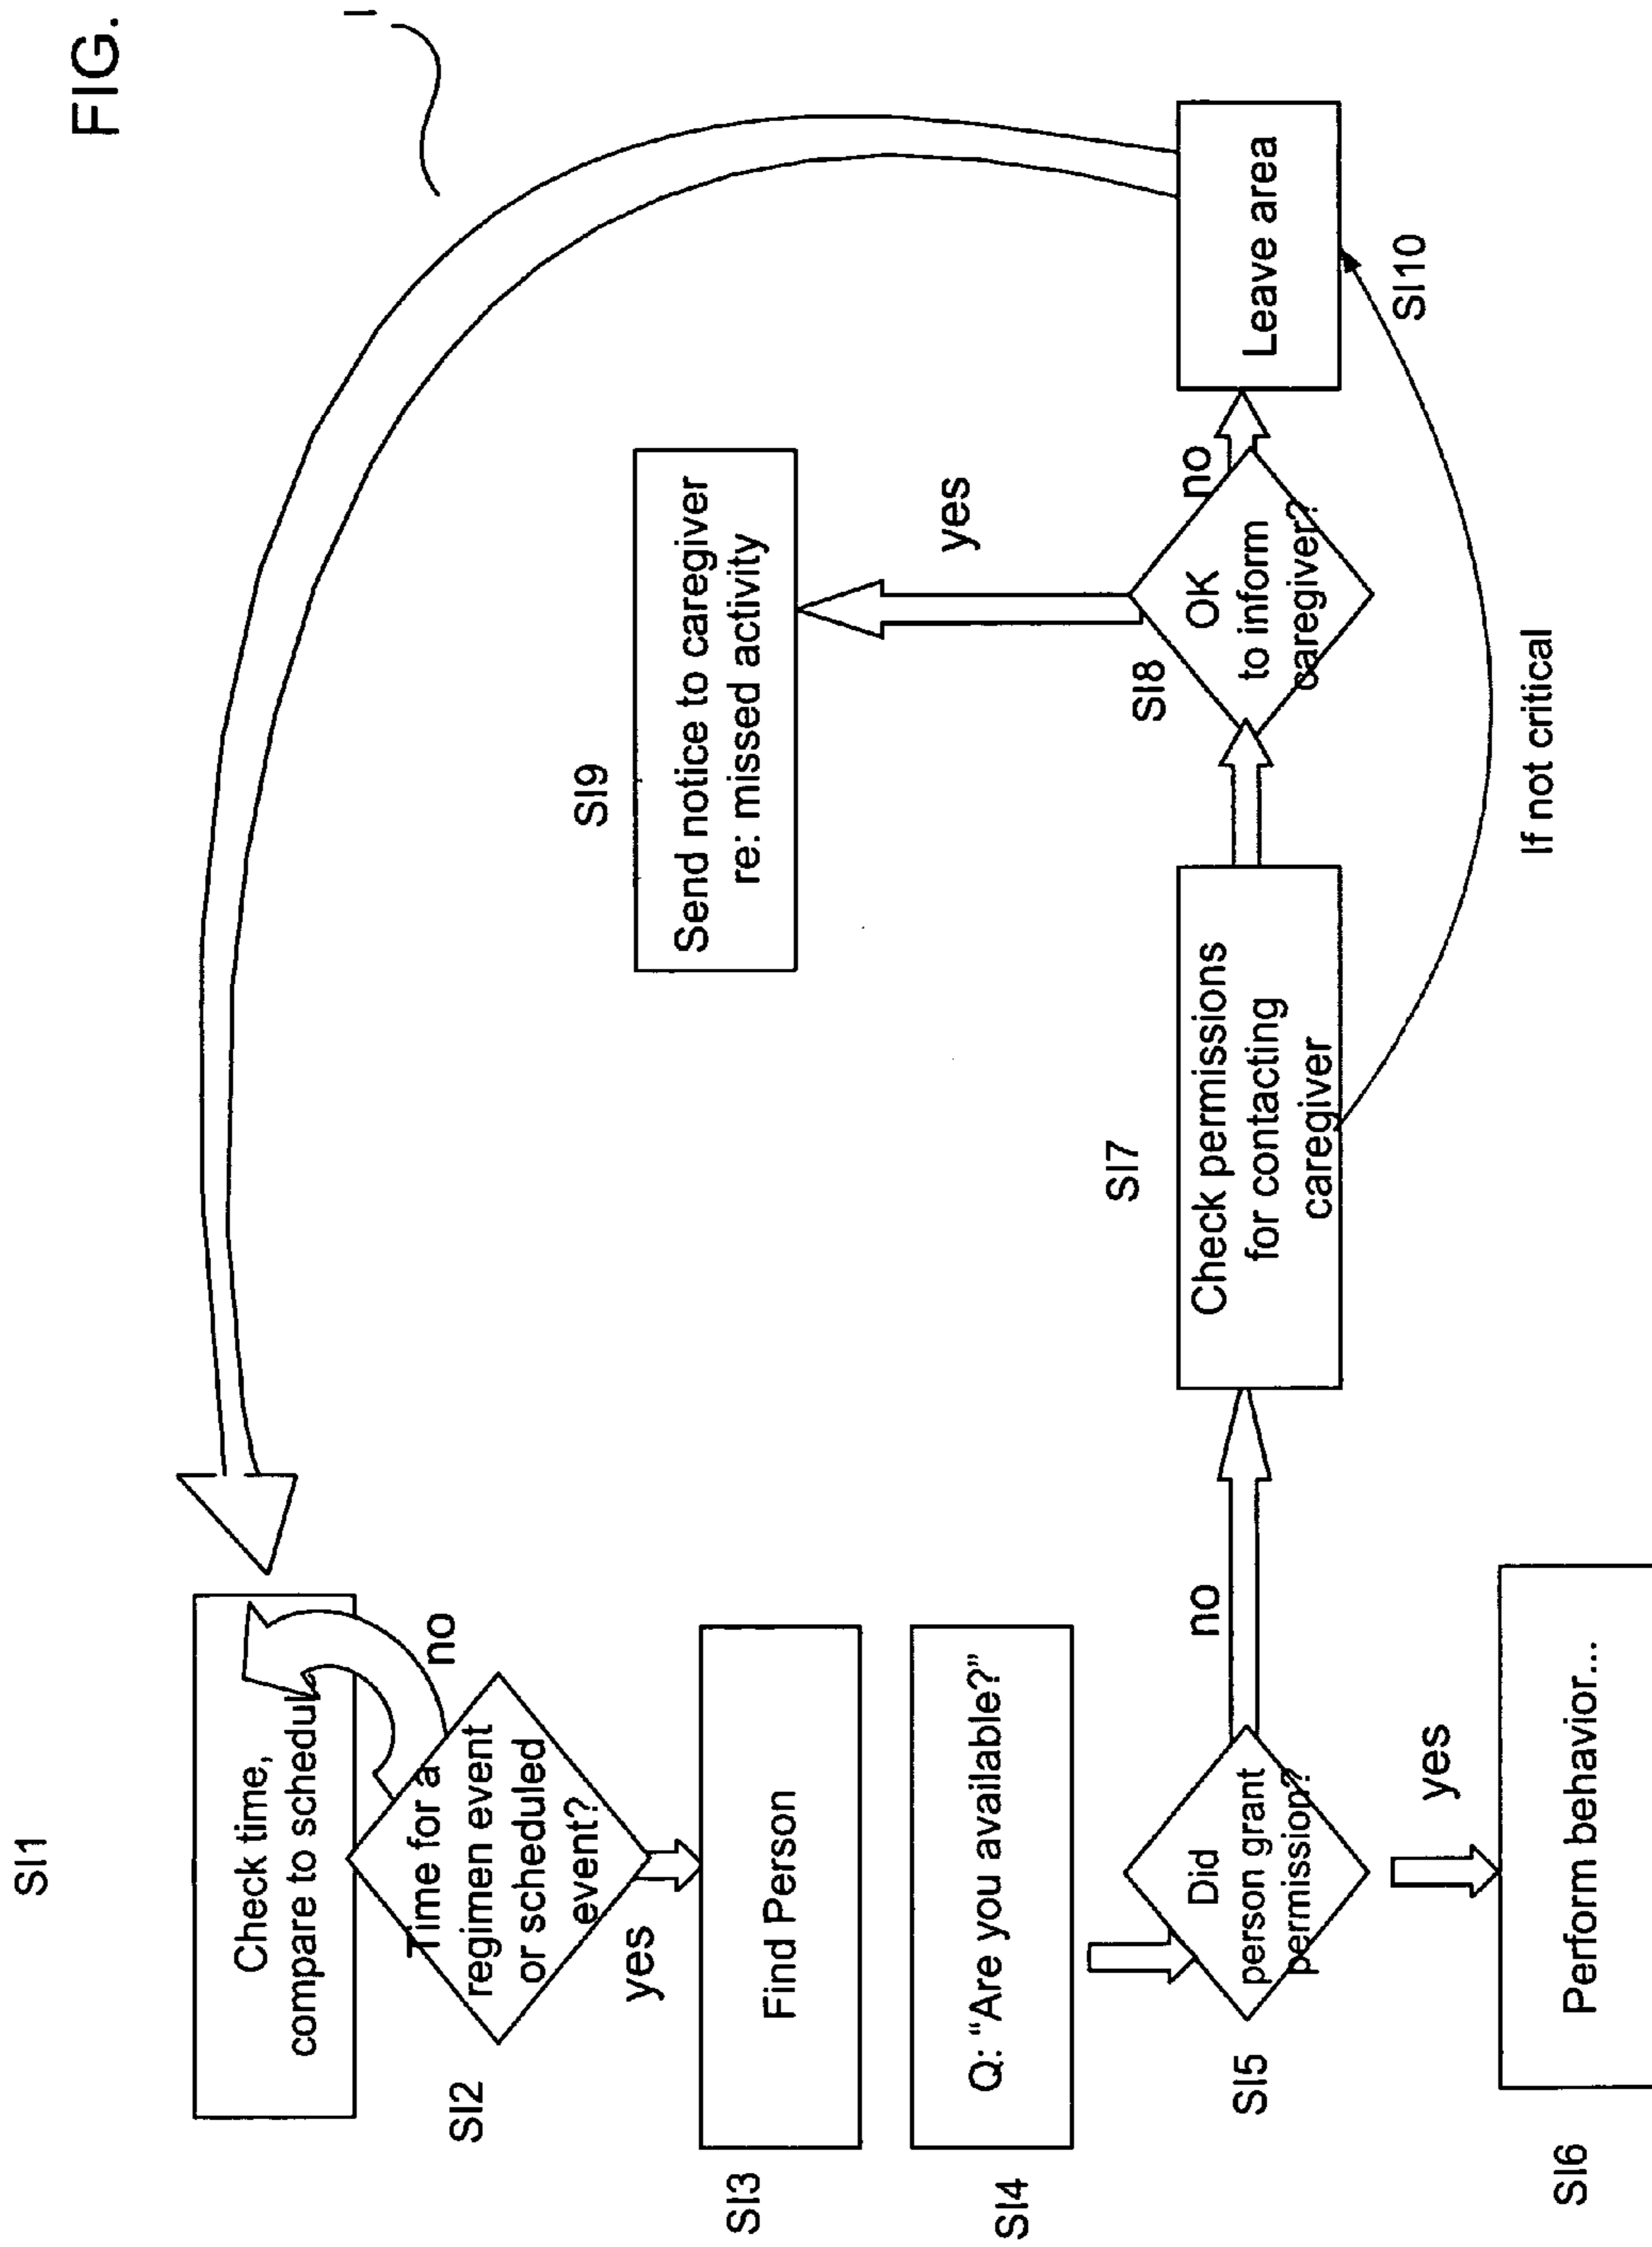 FIG.
SI1
Check time,
compare to schedul
SI2
Time for a
regimen event
or scheduled
event?
no
yes
SI3
Find Person
SI4
Q: “Are you available?”
SI5
Did
person grant
permission?
no
yes
SI6
Perform behavior...
SI7
Check permissions
for contacting
caregiver
If not critical
SI8
OK
to inform
caregiver?
yes
no
SI9
Send notice to caregiver
re: missed activity
SI10
Leave area